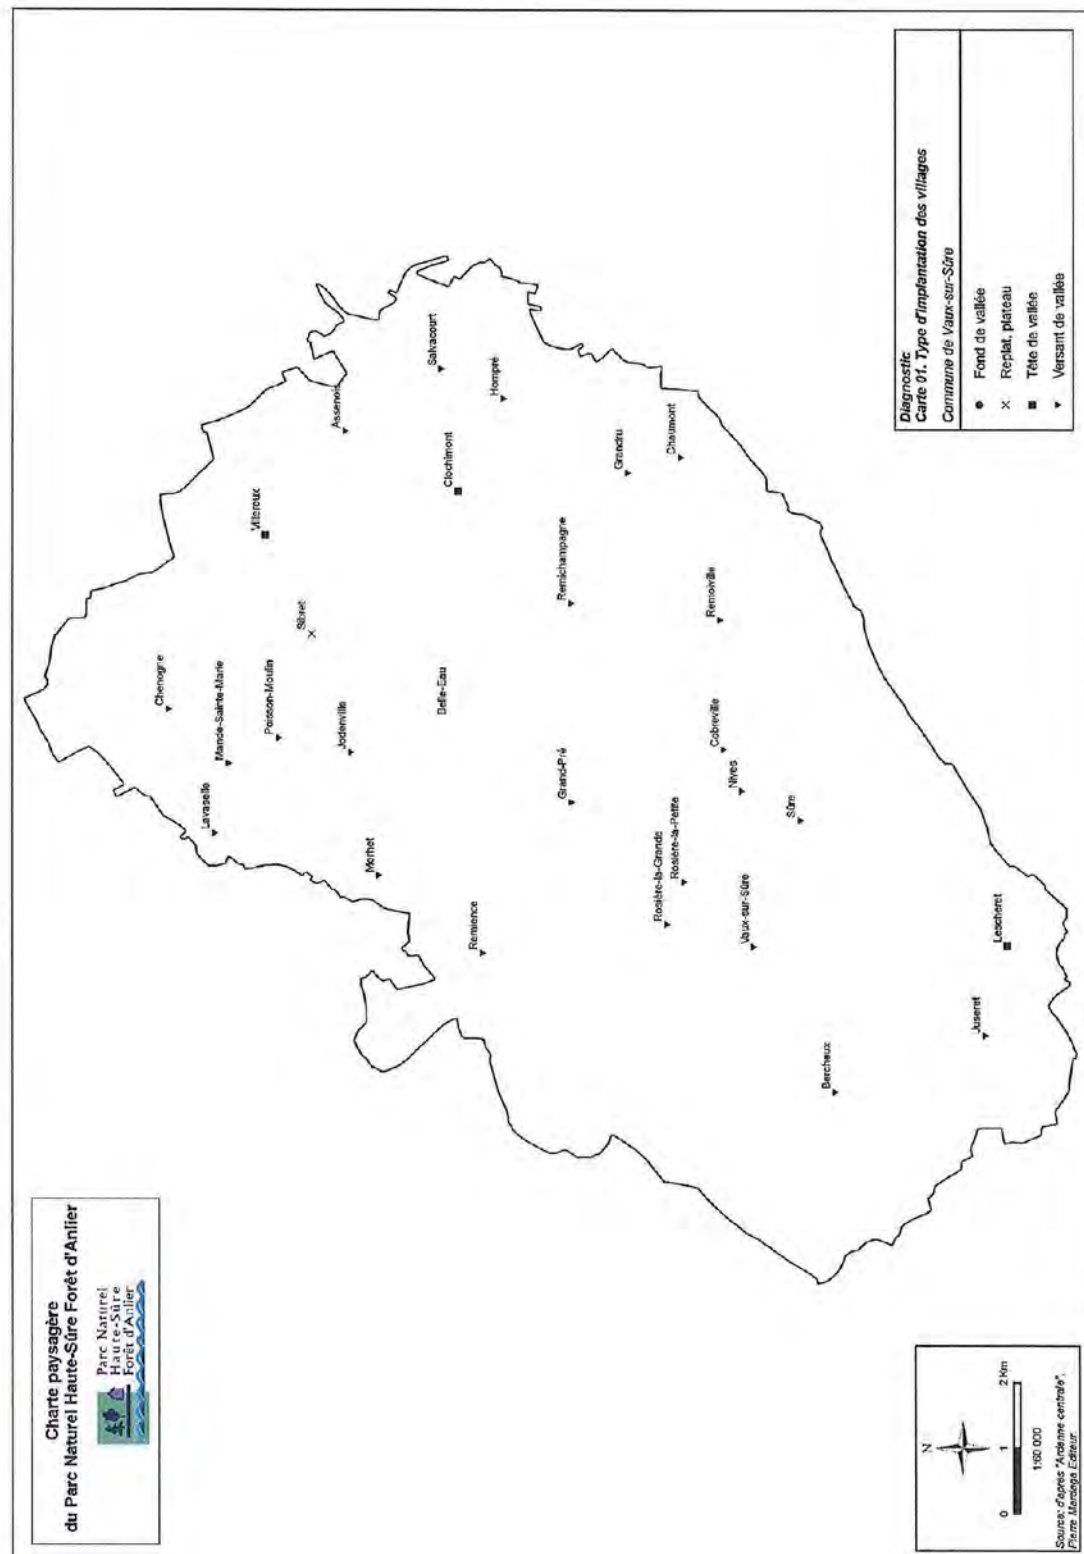 Charte paysagère
du Parc Naturel Haute-Sûre Forêt d'Anlier
Parc Naturel
Haute-Sûre
Forêt d'Anlier
Chenogne
Lavaselle
Mande-Sainte-Marie
Villeroux
Poisson-Moulin
Sibret
Assenois
Jodenville
Morhet
Salvacourt
Belle-Eau
Clochimont
Remience
Hompré
Remichampagne
Grand-Pré
Grandru
Rosière-la-Grande
Rosière-la-Petite
Chaumont
Remoiville
Cobreville
Nives
Vaux-sur-Sûre
Sûre
Bercheux
Juseret
Lescheret
N
0 1 2 Km
1:60 000
Source: d'après "Ardenne centrale",
Pierre Mardaga Editeur.
Diagnostic
Carte 01. Type d'implantation des villages
Commune de Vaux-sur-Sûre
Fond de vallée
Replat, plateau
Tête de vallée
Versant de vallée